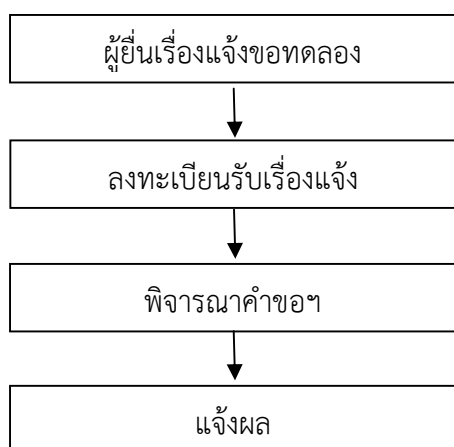 ผู้ยื่นเรื่องแจ้งขอทดลอง
ลงทะเบียนรับเรื่องแจ้ง
พิจารณาคำขอฯ
แจ้งผล